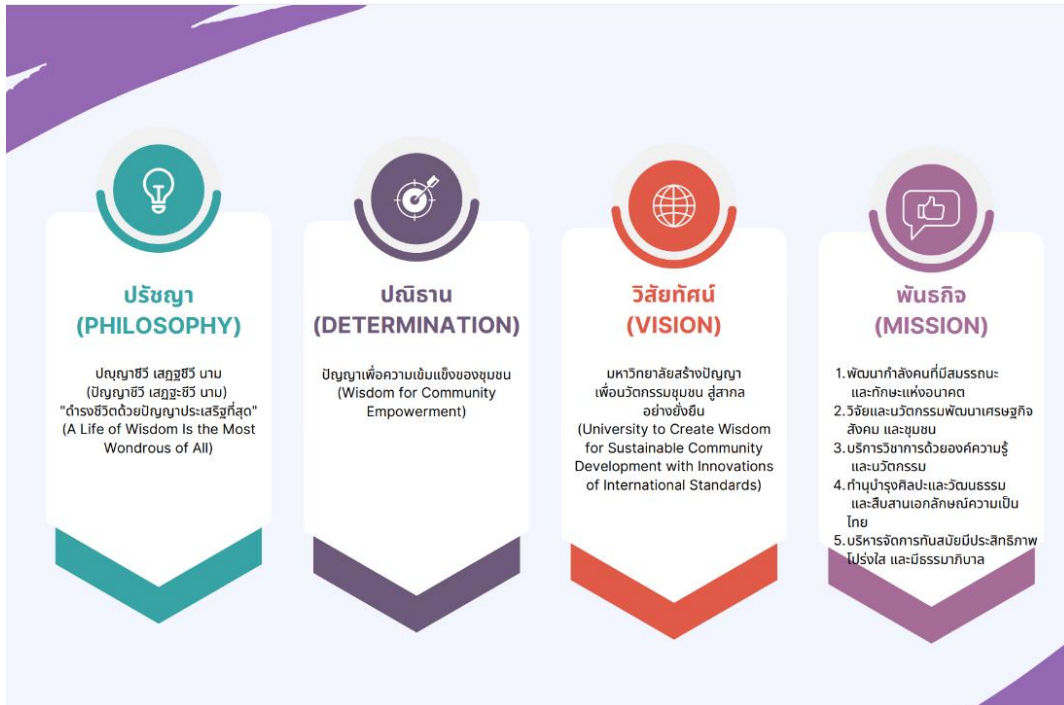 ปรัชญา
(PHILOSOPHY)
ปญฺญาชีวี เสฏฐชีวี นาม
(ปัญญาชีวี เสฏฐะชีวี นาม)
"ดำรงชีวิตด้วยปัญญาประเสริฐที่สุด"
(A Life of Wisdom Is the Most
Wondrous of All)
ปณิธาน
(DETERMINATION)
ปัญญาเพื่อความเข้มแข็งของชุมชน
(Wisdom for Community
Empowerment)
วิสัยทัศน์
(VISION)
มหาวิทยาลัยสร้างปัญญา
เพื่อนวัตกรรมชุมชน สู่สากล
อย่างยั่งยืน
(University to Create Wisdom
for Sustainable Community
Development with Innovations
of International Standards)
พันธกิจ
(MISSION)
1. พัฒนากำลังคนที่มีสมรรถนะ
และทักษะแห่งอนาคต
2. วิจัยและนวัตกรรมพัฒนาเศรษฐกิจ
สังคม และชุมชน
3. บริการวิชาการด้วยองค์ความรู้
และนวัตกรรม
4. ทำนุบำรุงศิลปะและวัฒนธรรม
และสืบสานเอกลักษณ์ความเป็น
ไทย
5. บริหารจัดการทันสมัยมีประสิทธิภาพ
โปร่งใส และมีธรรมาภิบาล